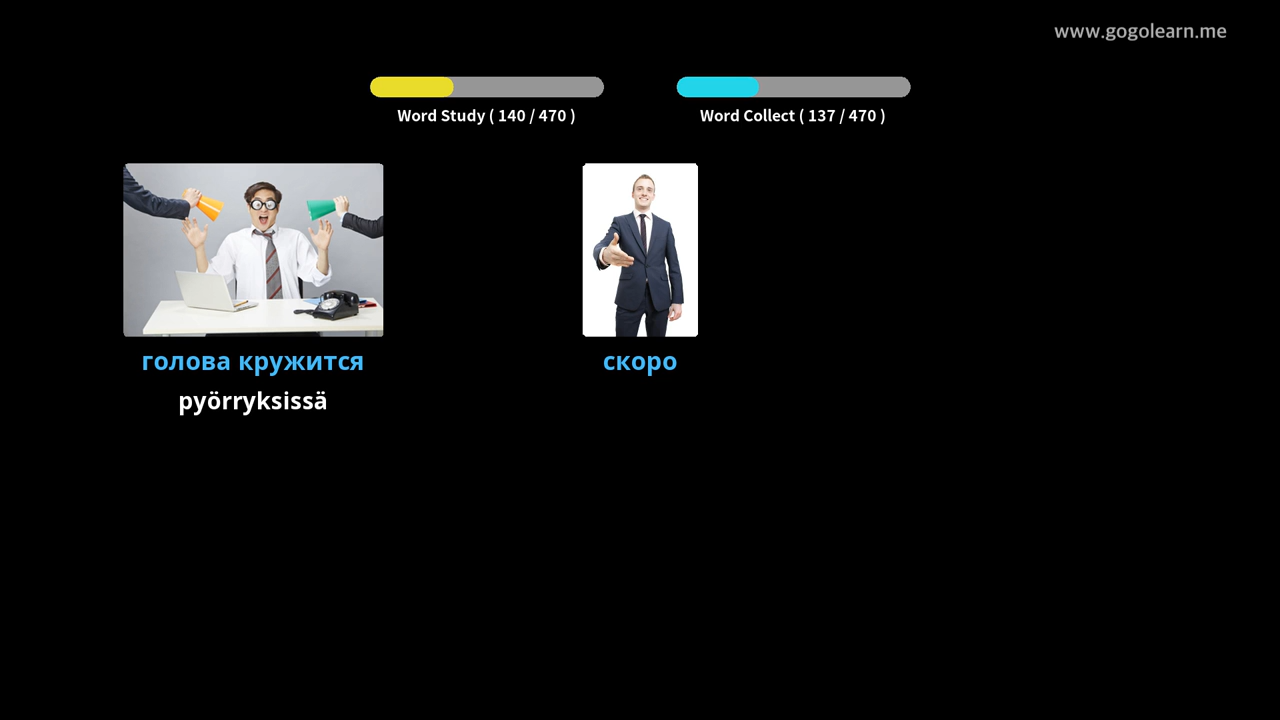 www.gogolearn.me
Word Study ( 140 / 470 )
Word Collect ( 137 / 470 )
голова кружится
pyörryksissä
скоро